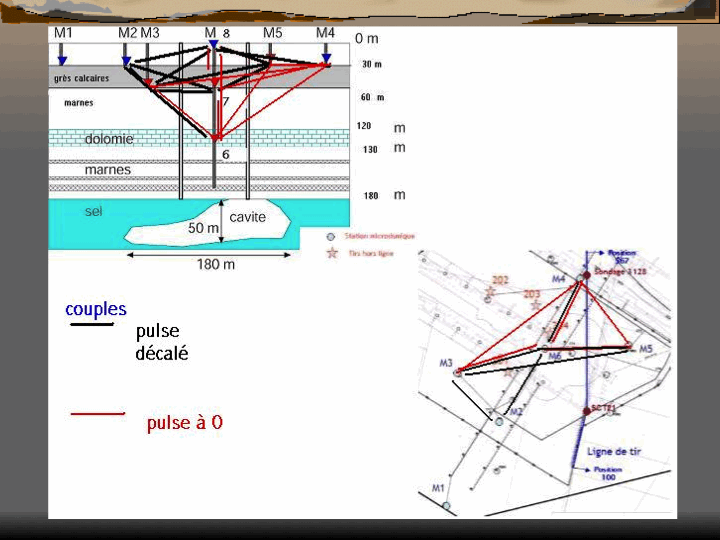 M1 M2 M3 M 8 M5 M4 0 m
30 m
grès calcaires
marnes
7
60 m
120 m
dolomie
130 m
6
marnes
180 m
sel
cavite
50 m
180 m
Station microsismique
Tirs hors ligne
couples
pulse
décalé
pulse à 0
Position
M4
Sondage 1128
202
203
M3
M6
M5
M2
Ligne de tir
Position
100
M1